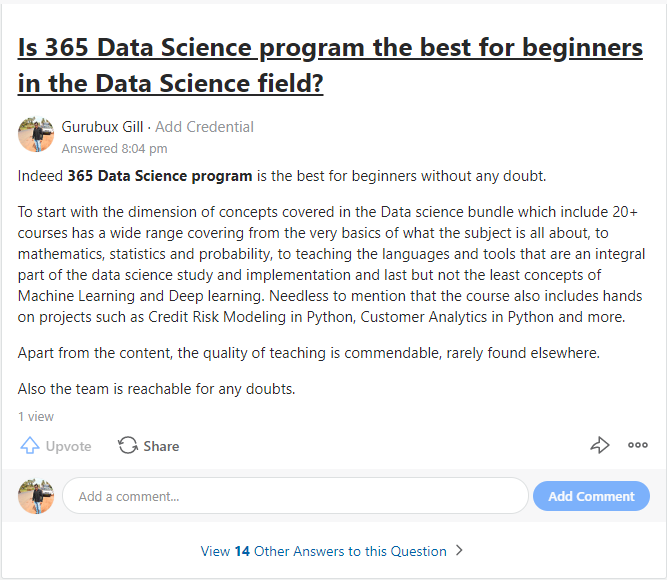 Is 365 Data Science program the best for beginners
in the Data Science field?
Gurubux Gill · Add Credential
Answered 8:04 pm
Indeed 365 Data Science program is the best for beginners without any doubt.
To start with the dimension of concepts covered in the Data science bundle which include 20+
courses has a wide range covering from the very basics of what the subject is all about, to
mathematics, statistics and probability, to teaching the languages and tools that are an integral
part of the data science study and implementation and last but not the least concepts of
Machine Learning and Deep learning. Needless to mention that the course also includes hands
on projects such as Credit Risk Modeling in Python, Customer Analytics in Python and more.
Apart from the content, the quality of teaching is commendable, rarely found elsewhere.
Also the team is reachable for any doubts.
1 view
Upvote Share
Add a comment... Add Comment
View 14 Other Answers to this Question